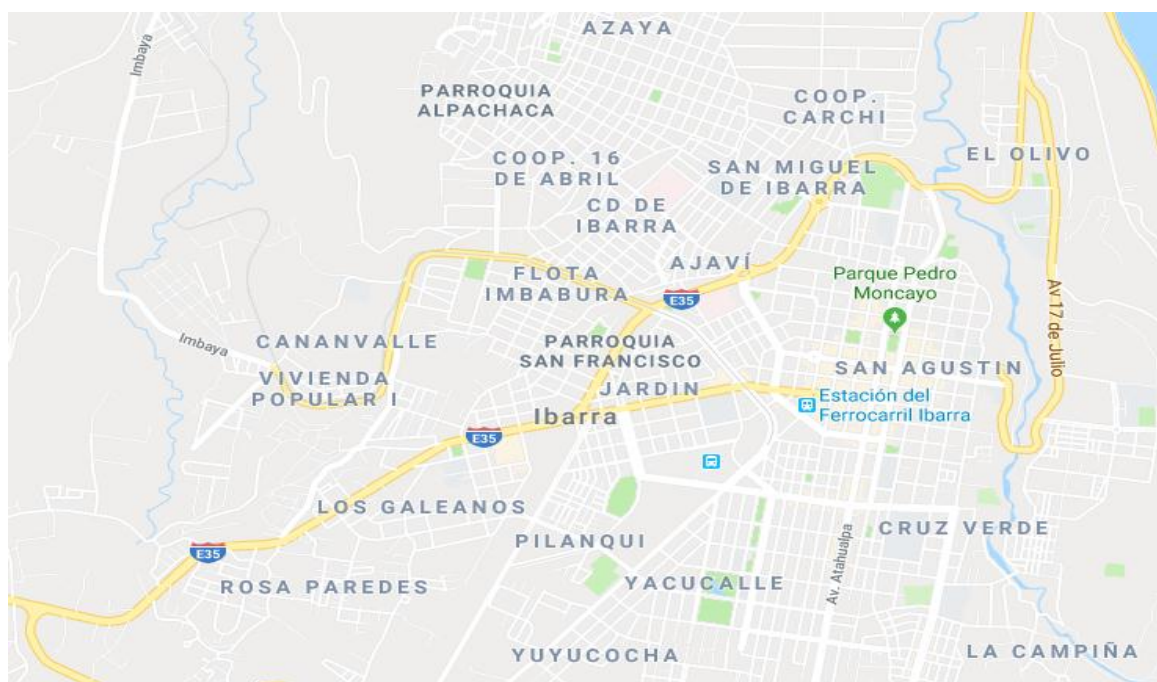 AZAYA
Imbaya
PARROQUIA
ALPACHACA
COOP.
CARCHI
COOP. 16
DE ABRIL
SAN MIGUEL
DE IBARRA
EL OLIVO
CD DE
IBARRA
AJAVÍ
FLOTA
IMBABURA
E35
Parque Pedro
Moncayo
Av. 17 de Julio
Imbaya
CANANVALLE
PARROQUIA
SAN FRANCISCO
VIVIENDA
POPULAR I
JARDIN
SAN AGUSTIN
Ibarra
Estación del
Ferrocarril Ibarra
E35
LOS GALEANOS
PILANQUI
CRUZ VERDE
E35
ROSA PAREDES
YACUCALLE
Av. Atahualpa
YUYUCOCHA
LA CAMPIÑA